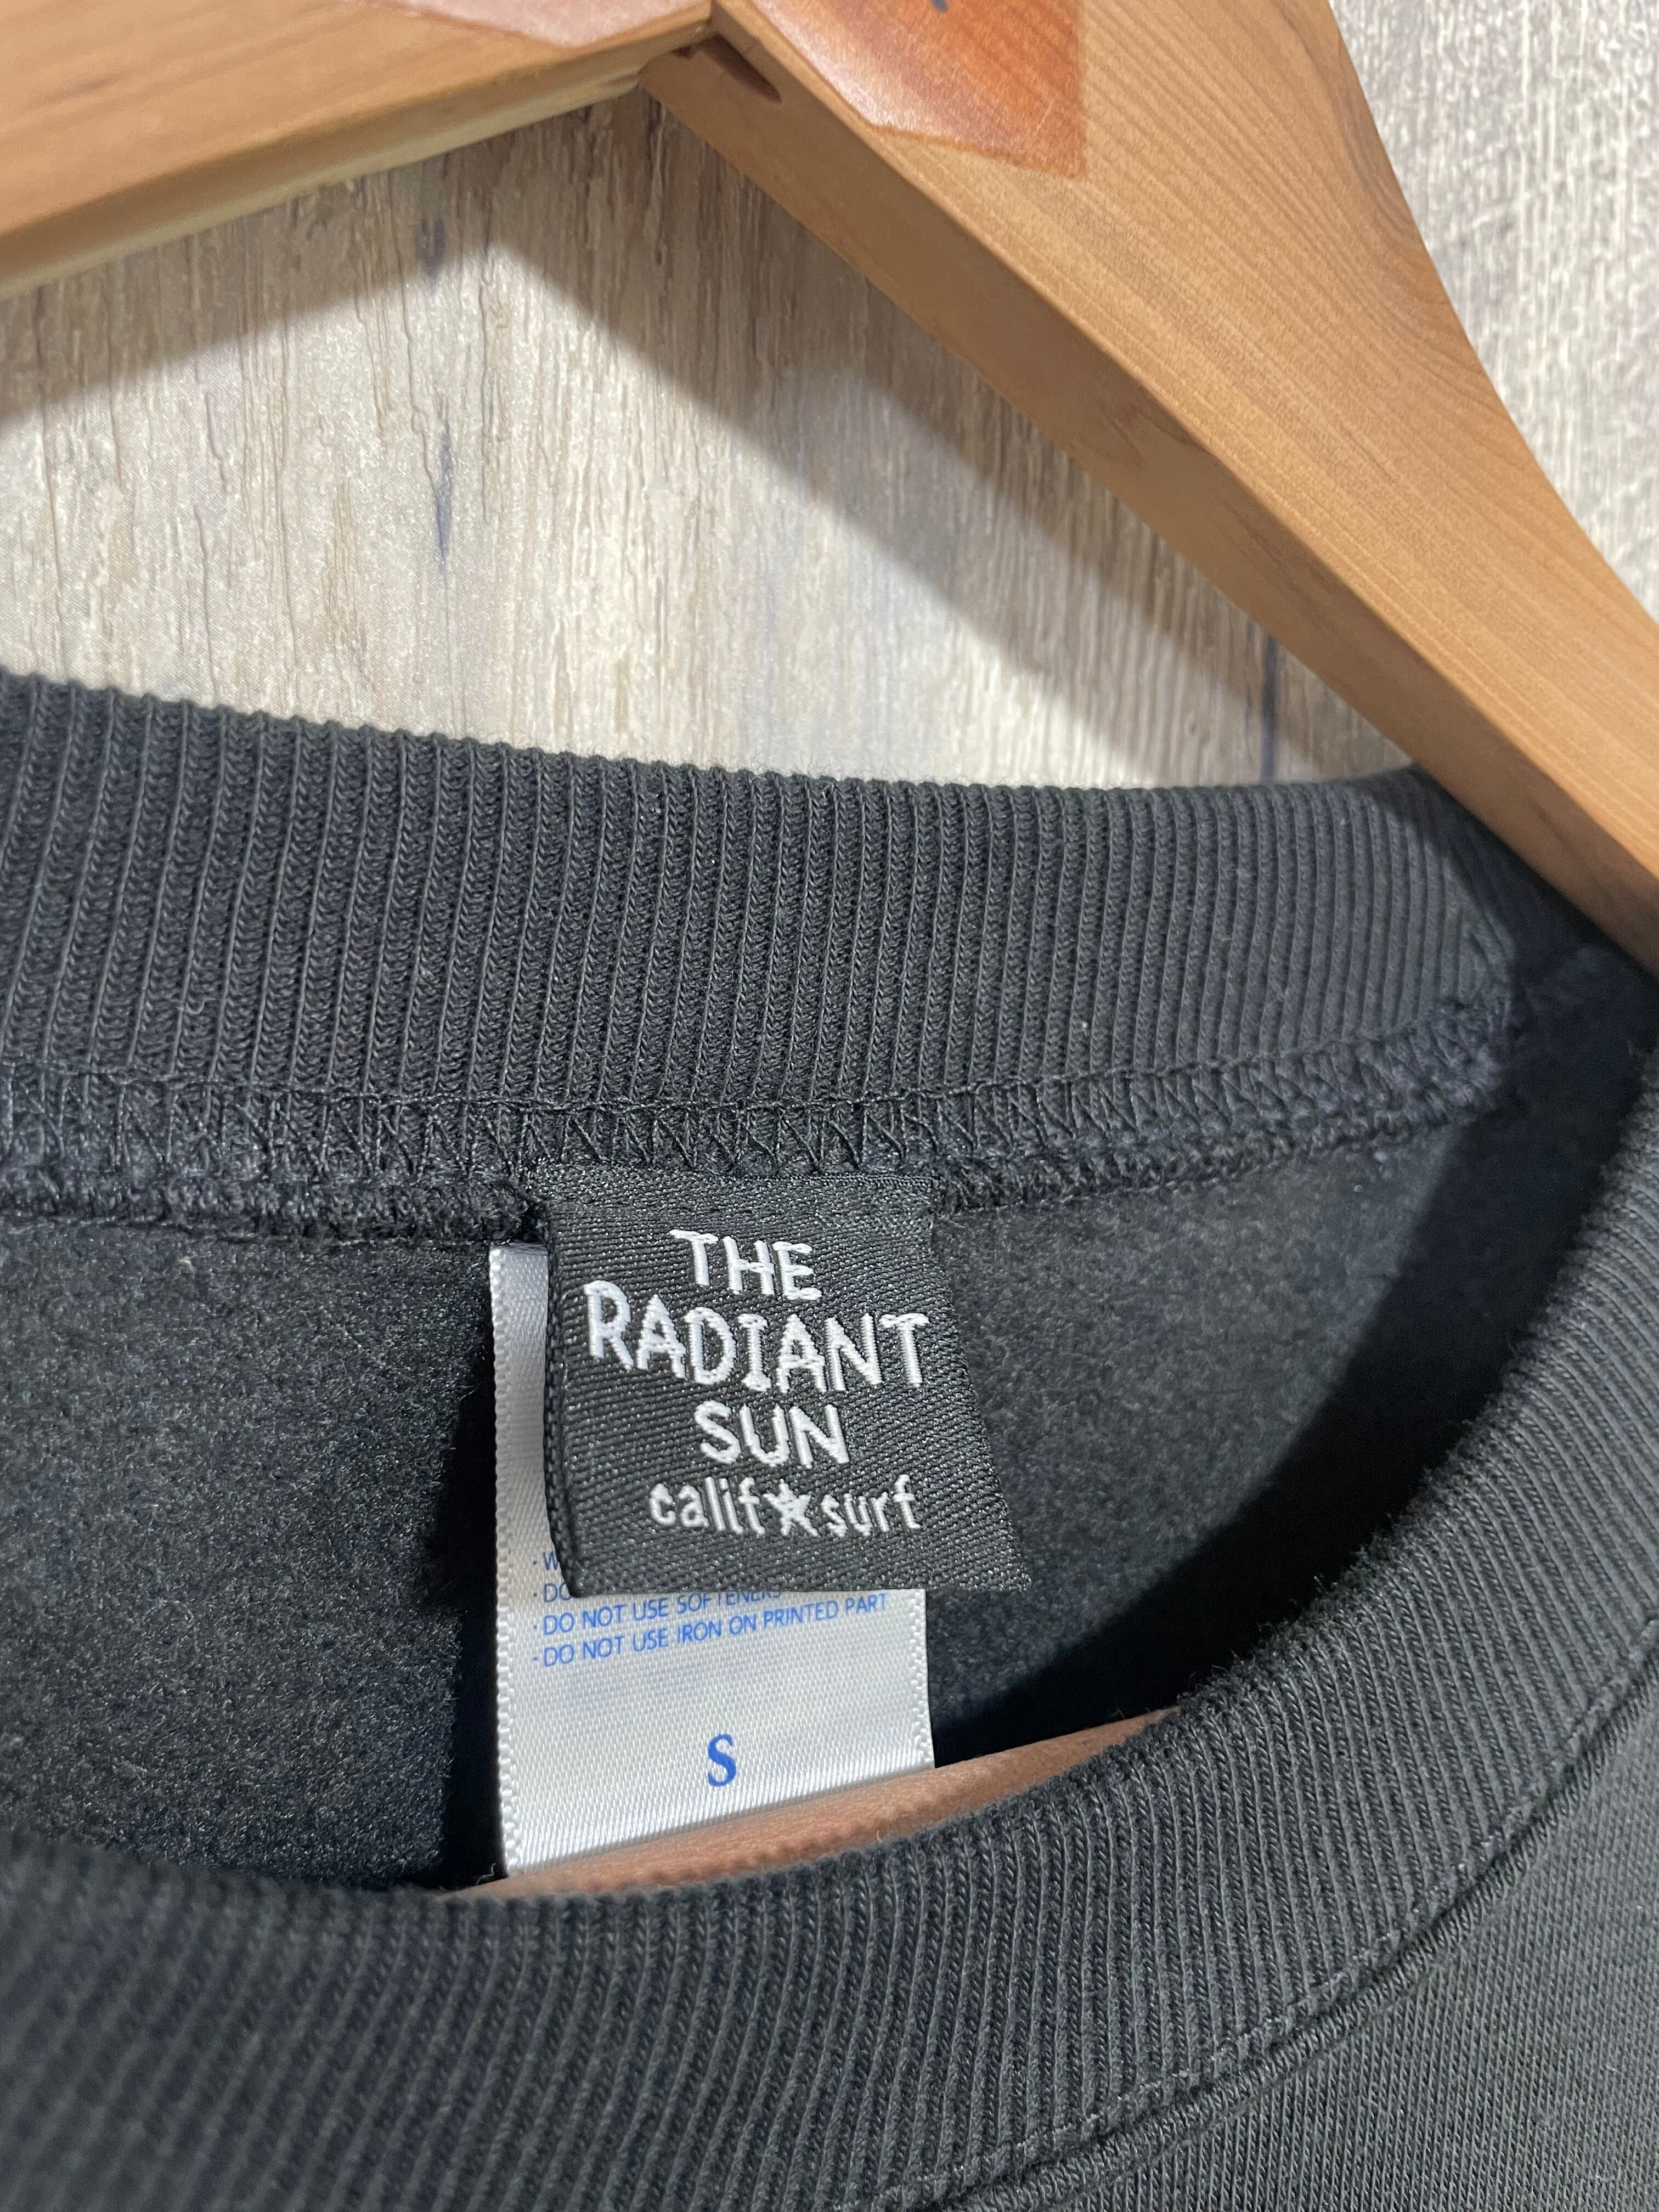 THE
RADIANT
SUN
calif★surf
· DO NOT USE SOFTENERS
· DO NOT USE IRON ON PRINTED PART
S